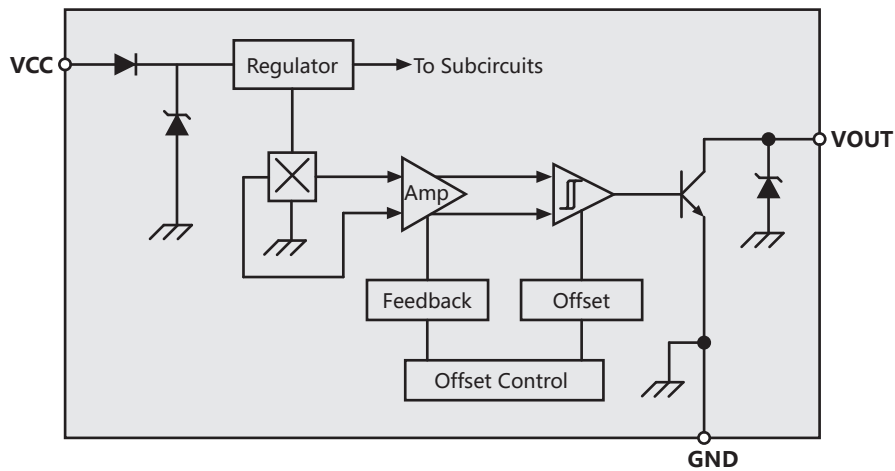 VCC
Regulator
To Subcircuits
VOUT
Amp
Feedback
Offset
Offset Control
GND